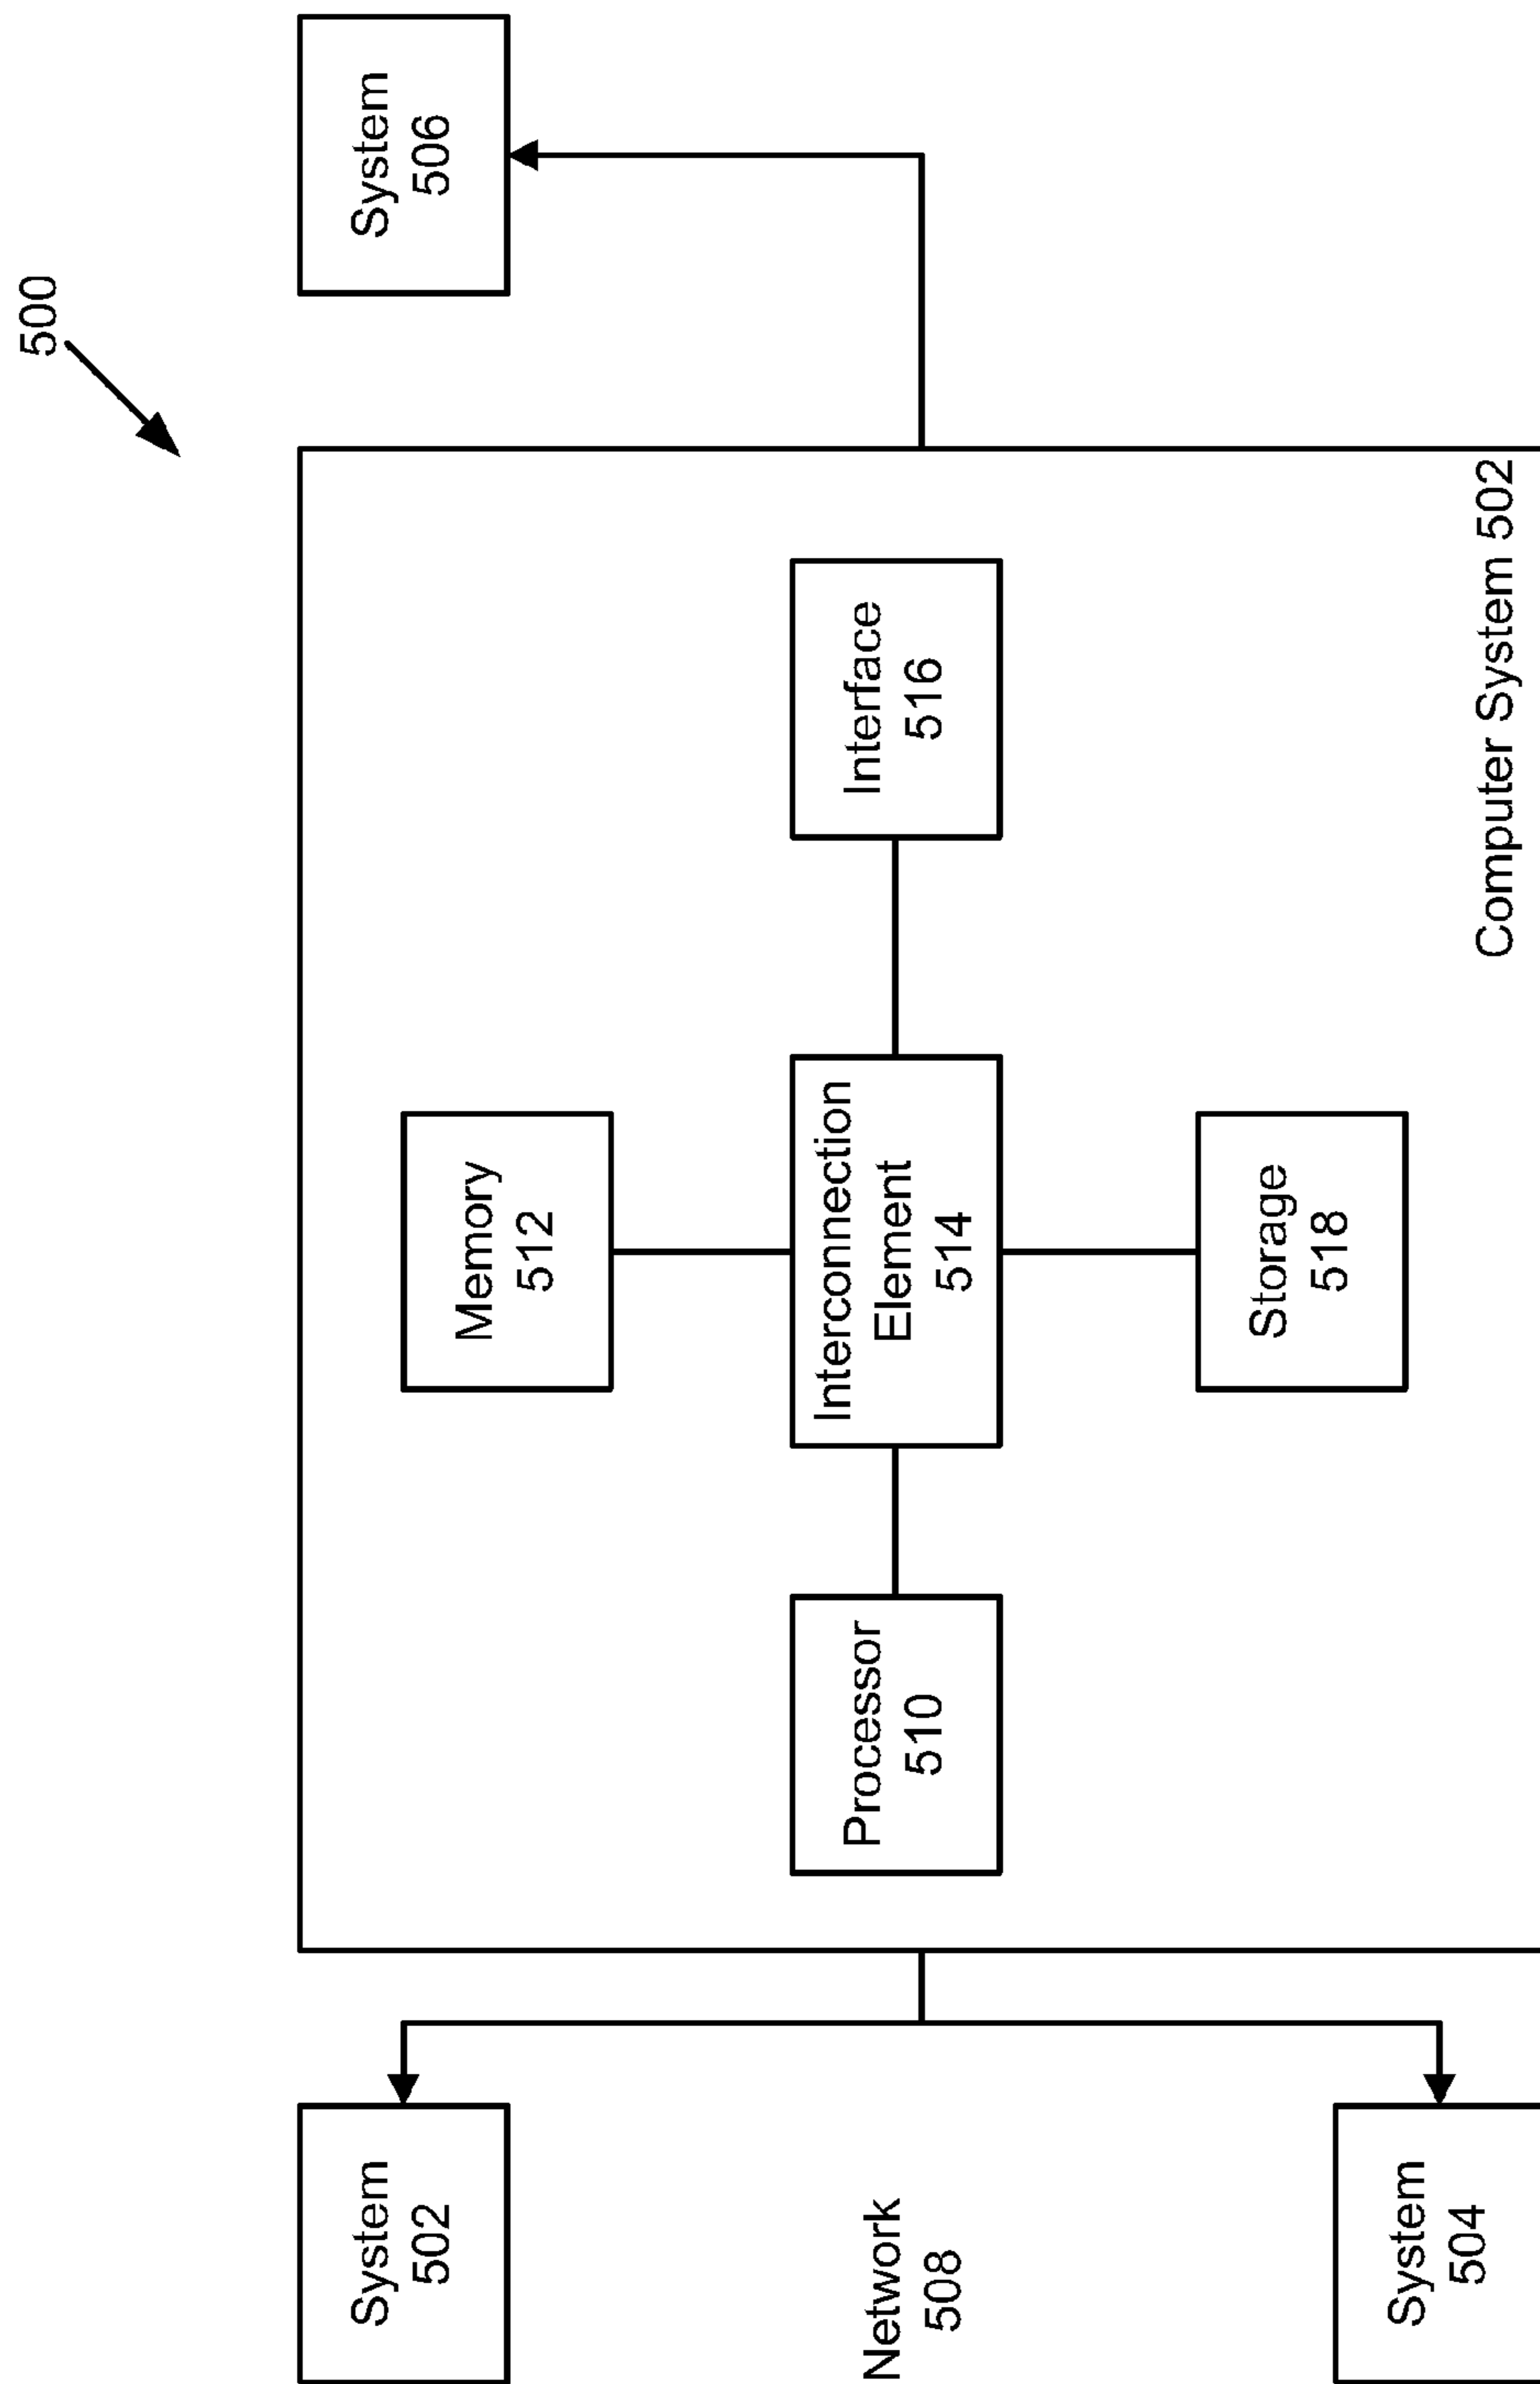 500
System
502
Memory
512
System
506
Network
508
Processor
510
Interconnection
Element
514
Interface
516
System
504
Storage
518
Computer System 502